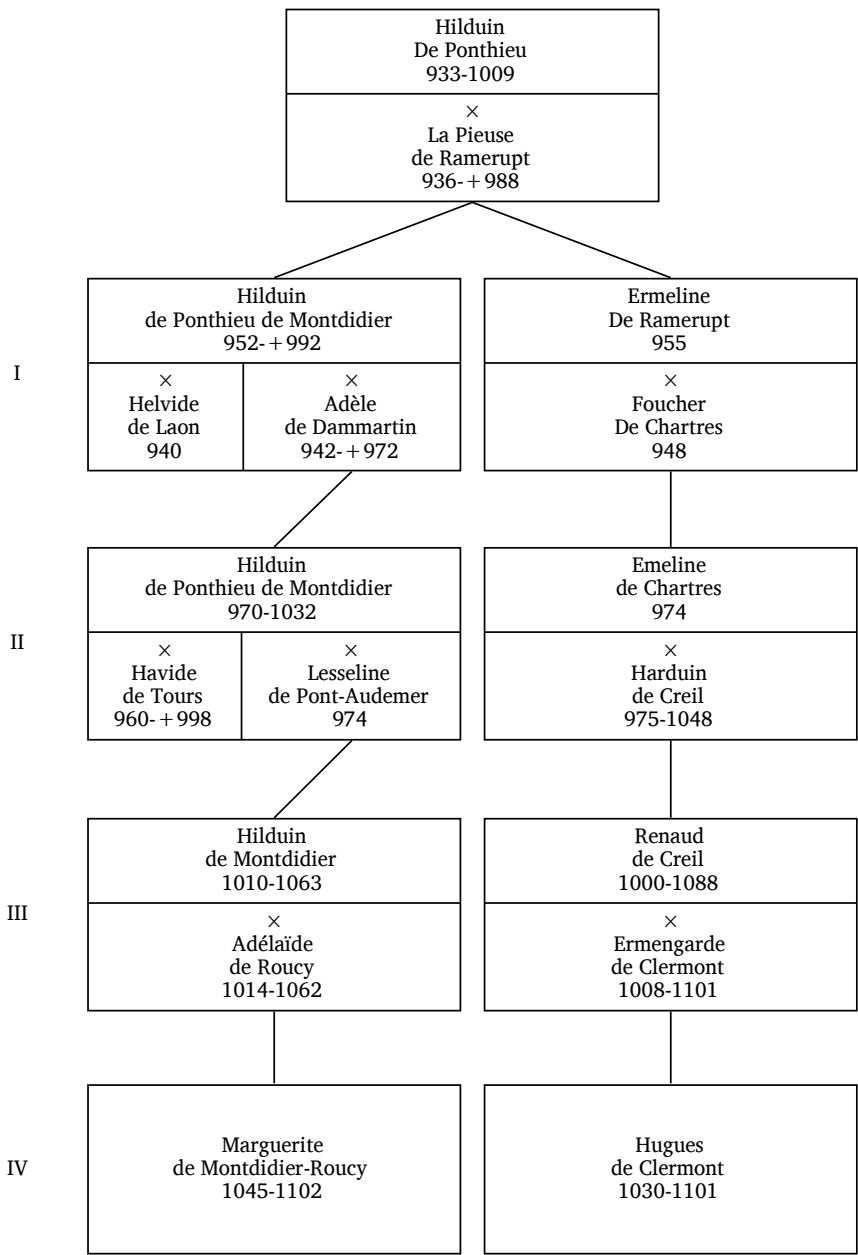 Hilduin
De Ponthieu
933-1009
×
La Pieuse
de Ramerupt
936-+988
I
Hilduin
de Ponthieu de Montdidier
952-+992
×
Helvide
de Laon
940
×
Adèle
de Dammartin
942-+972
Ermeline
De Ramerupt
955
×
Foucher
De Chartres
948
II
Hilduin
de Ponthieu de Montdidier
970-1032
×
Havide
de Tours
960-+998
×
Lesseline
de Pont-Audemer
974
Emeline
de Chartres
974
×
Harduin
de Creil
975-1048
III
Hilduin
de Montdidier
1010-1063
×
Adélaïde
de Roucy
1014-1062
Renaud
de Creil
1000-1088
×
Ermengarde
de Clermont
1008-1101
IV
Marguerite
de Montdidier-Roucy
1045-1102
Hugues
de Clermont
1030-1101